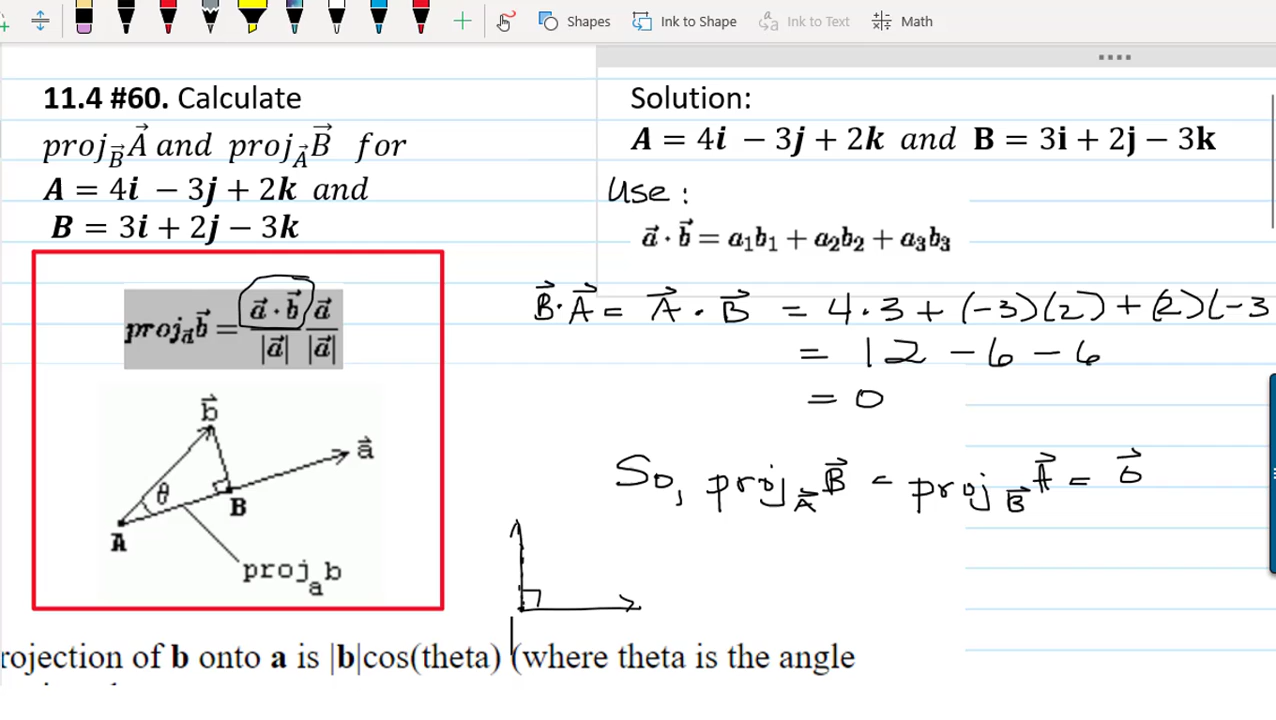 Shapes Ink to Shape Ink to Text Math
11.4 #60. Calculate
proj_B⃗ A⃗ and proj_A⃗ B⃗ for
A = 4i − 3j + 2k and
B = 3i + 2j − 3k
proj_a⃗ b⃗ = a⃗ · b⃗ / |a⃗| a⃗ / |a⃗|
b⃗
a⃗
θ
B
A
proj_a b
rojection of b onto a is |b|cos(theta) (where theta is the angle
Solution:
A = 4i − 3j + 2k and B = 3i + 2j − 3k
Use:
a⃗ · b⃗ = a₁b₁ + a₂b₂ + a₃b₃
B⃗ · A⃗ = A⃗ · B⃗ = 4 · 3 + (-3)(2) + (2)(-3
= 12 - 6 - 6
= 0
So, proj_A⃗ B⃗ = proj_B⃗ A⃗ = 0⃗